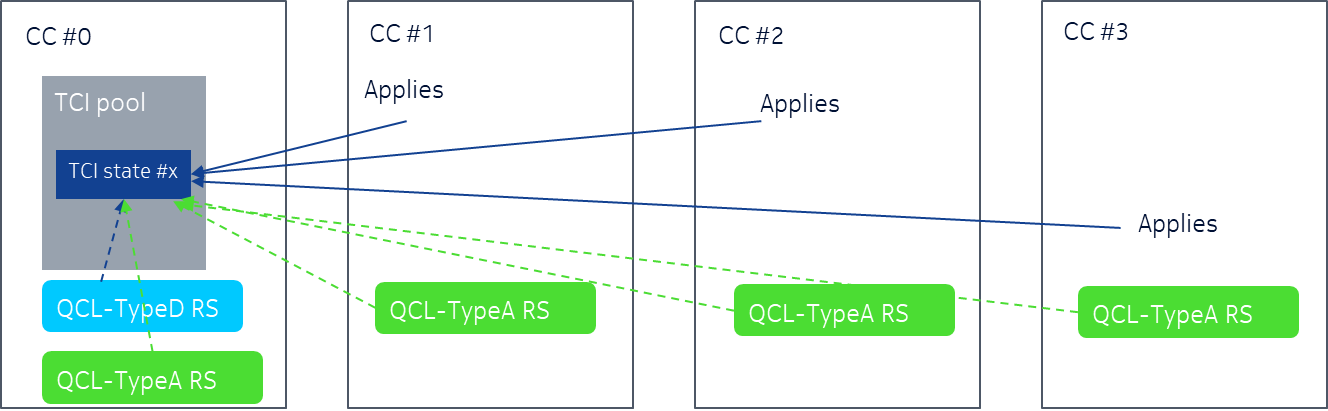 CC #0
TCI pool
TCI state #x
QCL-TypeD RS
QCL-TypeA RS
CC #1
Applies
QCL-TypeA RS
CC #2
Applies
QCL-TypeA RS
CC #3
Applies
QCL-TypeA RS